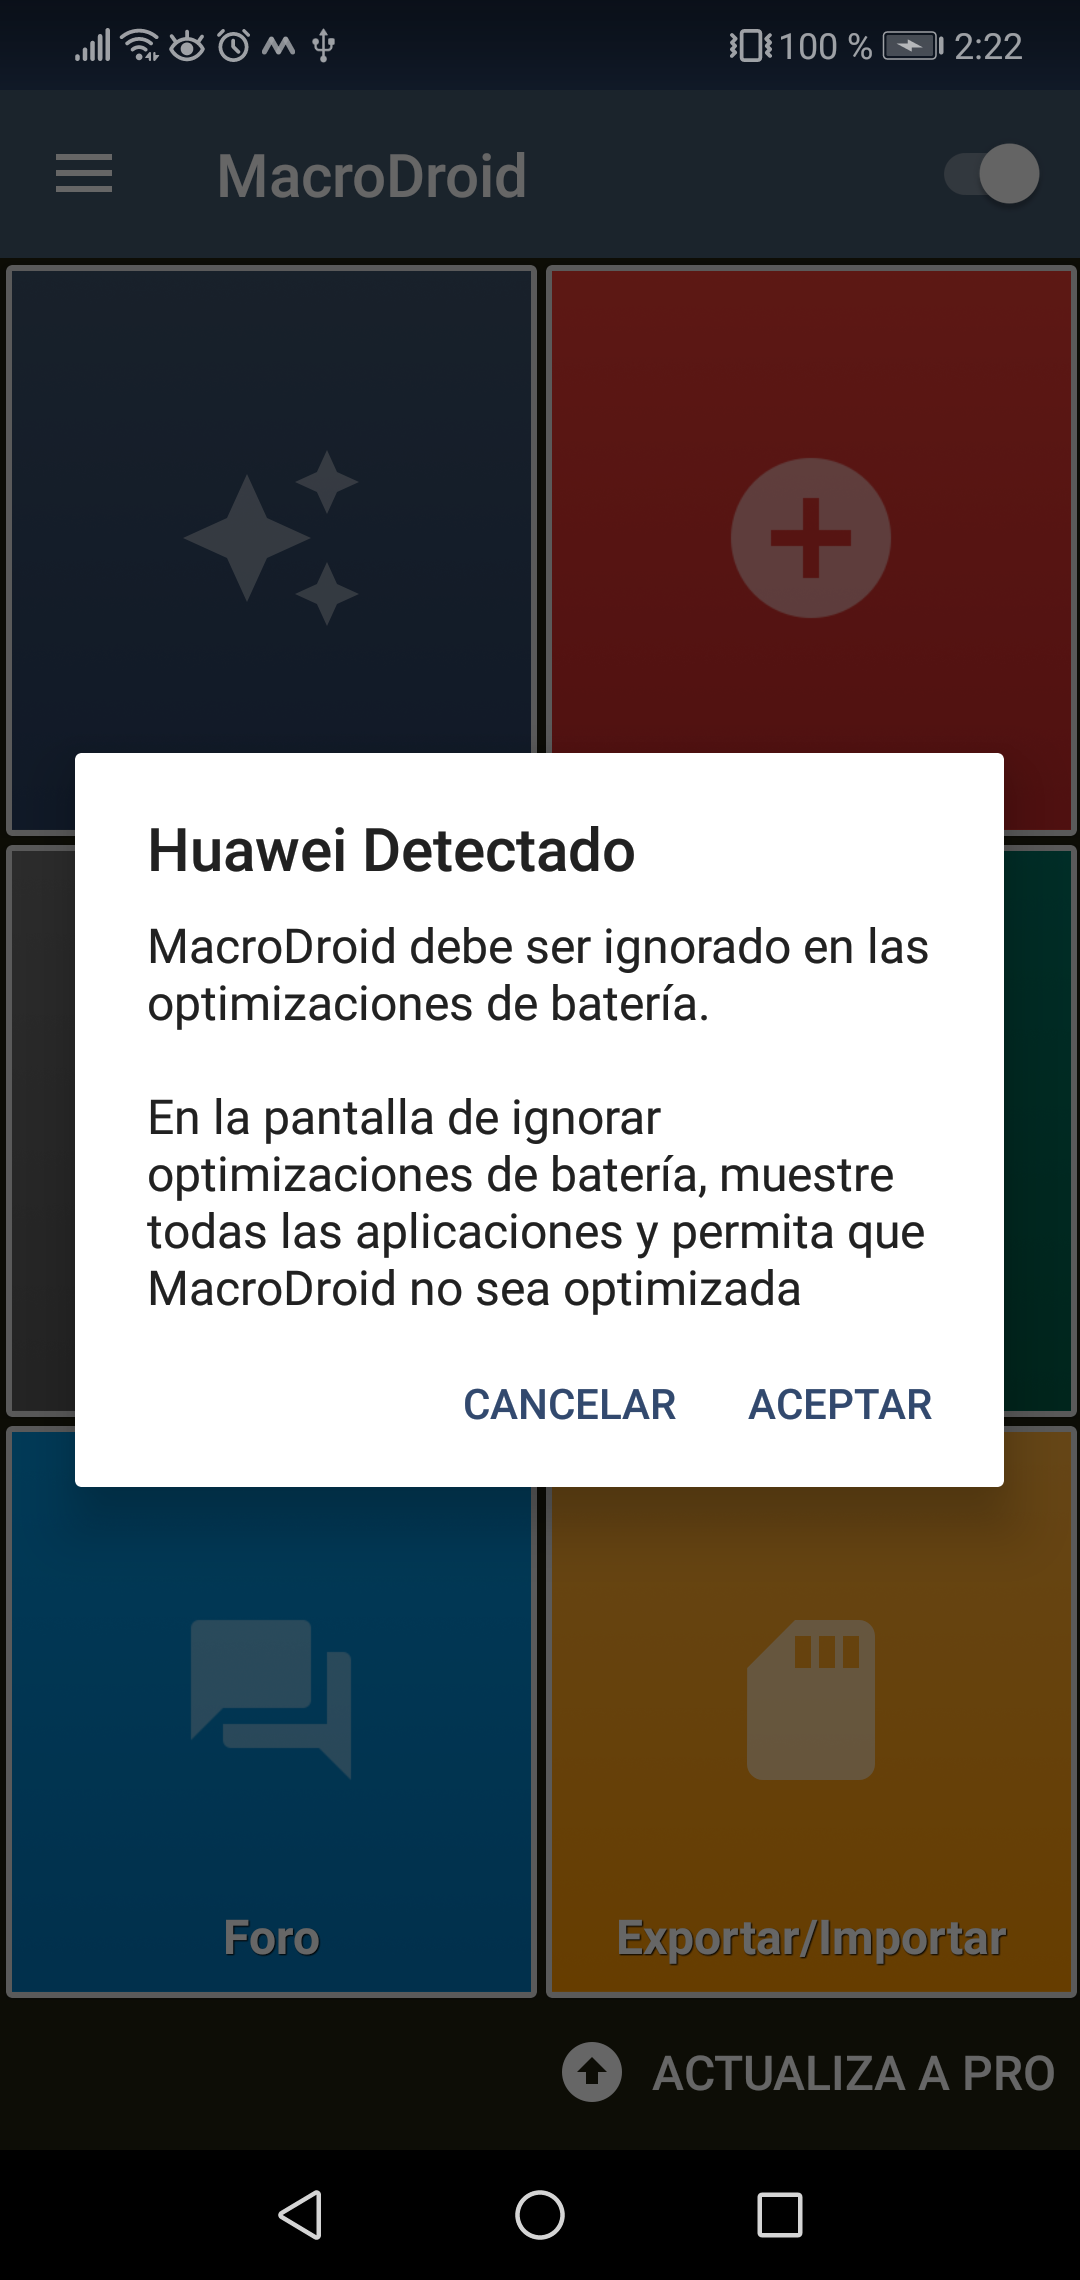 100 % 2:22
MacroDroid
Huawei Detectado
MacroDroid debe ser ignorado en las
optimizaciones de batería.
En la pantalla de ignorar
optimizaciones de batería, muestre
todas las aplicaciones y permita que
MacroDroid no sea optimizada
CANCELAR ACEPTAR
Foro Exportar/Importar
ACTUALIZA A PRO